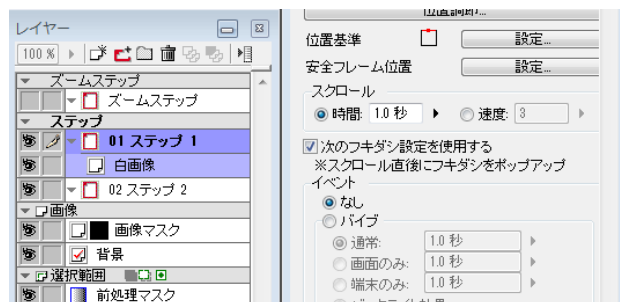 レイヤー
100 %
ズームステップ
ズームステップ
ステップ
01 ステップ 1
白画像
02 ステップ 2
画像
画像マスク
背景
選択範囲
前処理マスク
位置調節...
位置基準 設定...
安全フレーム位置 設定...
スクロール
時間: 1.0 秒 速度: 3
次のフキダシ設定を使用する
※スクロール直後にフキダシをポップアップ
イベント
なし
バイブ
通常: 1.0 秒
画面のみ: 1.0 秒
端末のみ: 1.0 秒